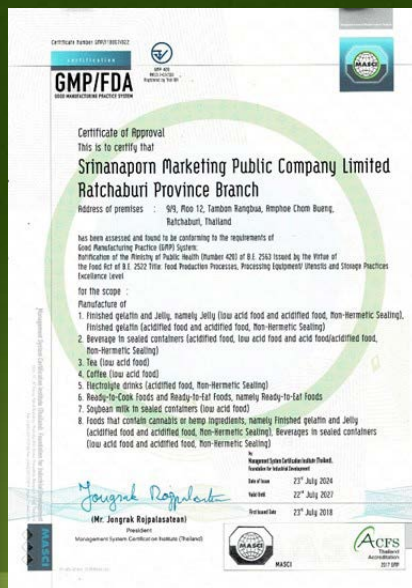 Certificate Number
certification
GMP/FDA
GOOD MANUFACTURING PRACTICE SYSTEM
MASCI
Certificate of Approval
This is to certify that
Srinanaporn Marketing Public Company Limited
Ratchaburi Province Branch
Address of premises : 9/9, Moo 12, Tambon Rangbua, Amphoe Chom Bueng,
Ratchaburi, Thailand
has been assessed and found to be conforming to the requirements of
Good Manufacturing Practice (GMP) System:
Notification of the Ministry of Public Health (Number 420) of B.E. 2563 Issued by the Virtue of
the Food Act of B.E. 2522 Title: Food Production Processes, Processing Equipment/ Utensils and Storage Practices
Excellence Level
for the scope :
Manufacture of
1. Finished gelatin and Jelly, namely Jelly (low acid food and acidified food, Non-Hermetic Sealing),
Finished gelatin (acidified food and acidified food, Non-Hermetic Sealing)
2. Beverage in sealed containers (acidified food, low acid food and acid food/acidified food,
Non-Hermetic Sealing)
3. Tea (low acid food)
4. Coffee (low acid food)
5. Electrolyte drinks (acidified food, Non-Hermetic Sealing)
6. Ready-to-Cook Foods and Ready-to-Eat Foods, namely Ready-to-Eat Foods
7. Soybean milk in sealed containers (low acid food)
8. Foods that contain cannabis or hemp ingredients, namely Finished gelatin and Jelly
(acidified food and acidified food, Non-Hermetic Sealing), Beverages in sealed containers
(low acid food and acidified food, Non-Hermetic Sealing)
by
Management System Certification Institute (Thailand),
Foundation for Industrial Development
Date of Issue 23rd July 2024
Valid Until 22nd July 2027
First Issued Date 23rd July 2018
Jongrak Rojpalasatean
(Mr. Jongrak Rojpalasatean)
President
Management System Certification Institute (Thailand)
MASCI
MASCI
MASCI
ACFS
Thailand
Accreditation